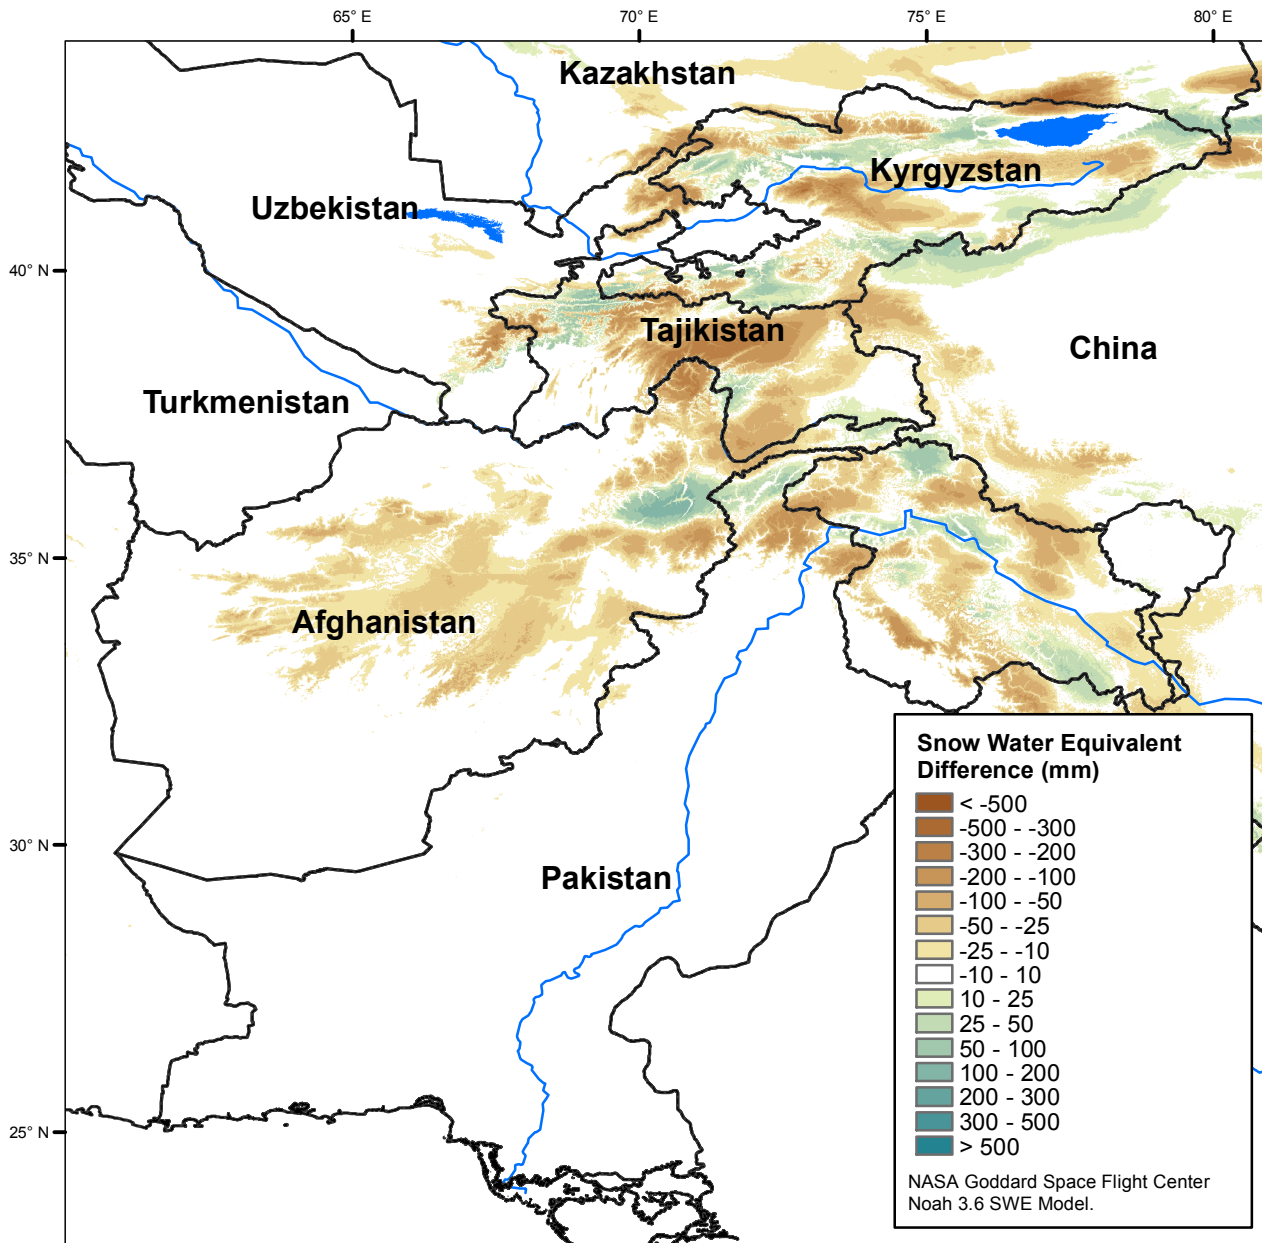 65° E
70° E
75° E
80° E
Kazakhstan
Kyrgyzstan
Uzbekistan
40° N
Tajikistan
China
Turkmenistan
35° N
Afghanistan
30° N
Pakistan
25° N
Snow Water Equivalent
Difference (mm)
< -500
-500 - -300
-300 - -200
-200 - -100
-100 - -50
-50 - -25
-25 - -10
-10 - 10
10 - 25
25 - 50
50 - 100
100 - 200
200 - 300
300 - 500
> 500
NASA Goddard Space Flight Center
Noah 3.6 SWE Model.